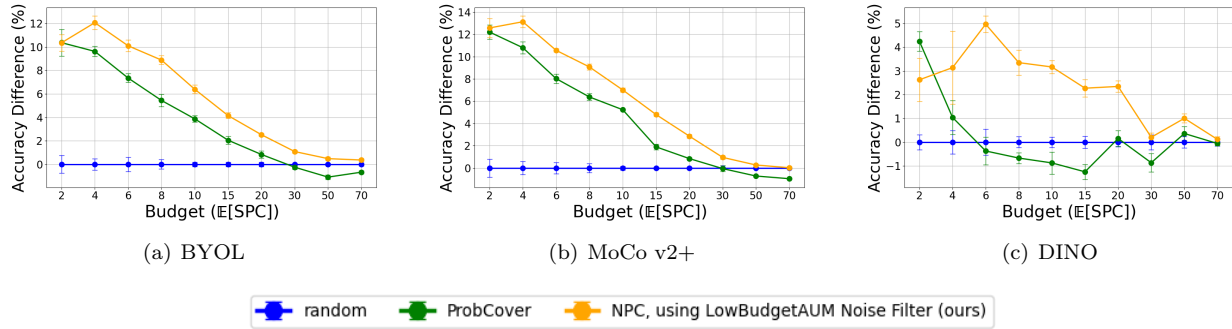 Accuracy Difference (%)
12
10
8
6
4
2
0
2 4 6 8 10 15 20 30 50 70
Budget (𝔼[SPC])
(a) BYOL
Accuracy Difference (%)
14
12
10
8
6
4
2
0
2 4 6 8 10 15 20 30 50 70
Budget (𝔼[SPC])
(b) MoCo v2+
Accuracy Difference (%)
5
4
3
2
1
0
−1
2 4 6 8 10 15 20 30 50 70
Budget (𝔼[SPC])
(c) DINO
random ProbCover NPC, using LowBudgetAUM Noise Filter (ours)